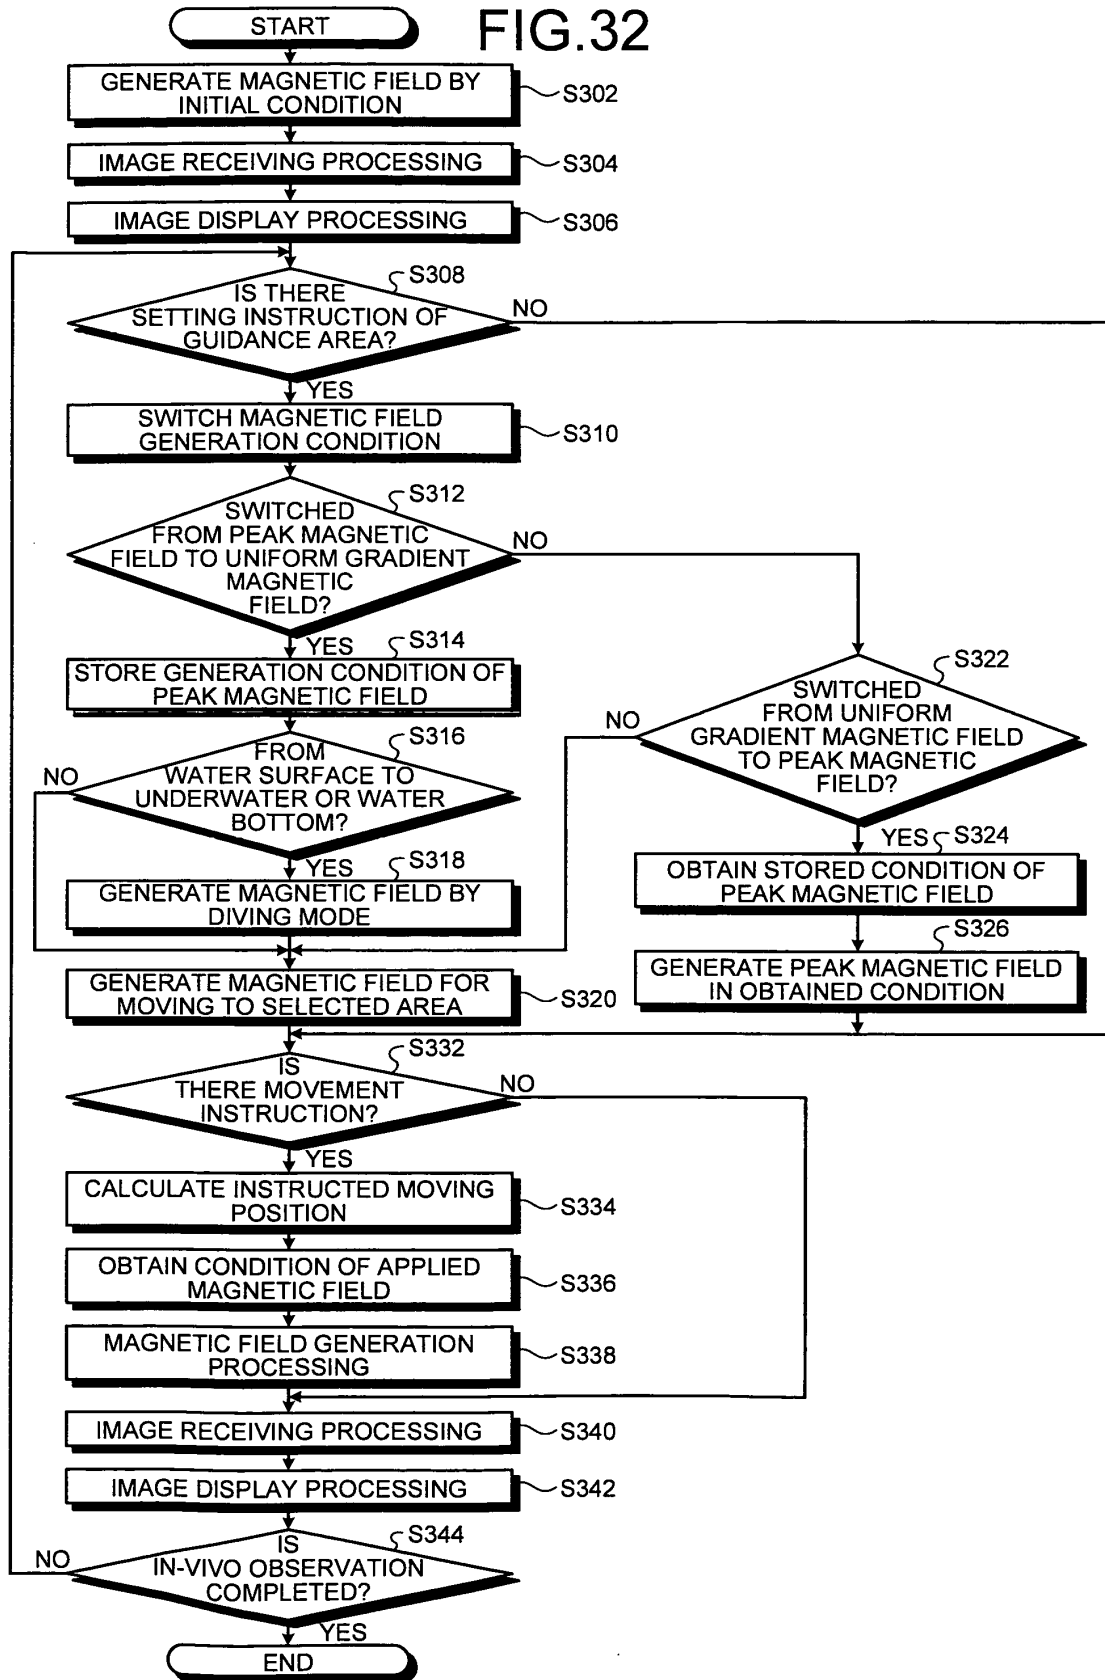 FIG.32
START
GENERATE MAGNETIC FIELD BY
INITIAL CONDITION
S302
IMAGE RECEIVING PROCESSING
S304
IMAGE DISPLAY PROCESSING
S306
S308
IS THERE
SETTING INSTRUCTION OF
GUIDANCE AREA?
NO
YES
SWITCH MAGNETIC FIELD
GENERATION CONDITION
S310
S312
SWITCHED
FROM PEAK MAGNETIC
FIELD TO UNIFORM GRADIENT
MAGNETIC
FIELD?
NO
YES
S314
STORE GENERATION CONDITION OF
PEAK MAGNETIC FIELD
S316
FROM
WATER SURFACE TO
UNDERWATER OR WATER
BOTTOM?
NO
YES
S318
GENERATE MAGNETIC FIELD BY
DIVING MODE
GENERATE MAGNETIC FIELD FOR
MOVING TO SELECTED AREA
S320
S322
SWITCHED
FROM UNIFORM
GRADIENT MAGNETIC FIELD
TO PEAK MAGNETIC
FIELD?
NO
YES
S324
OBTAIN STORED CONDITION OF
PEAK MAGNETIC FIELD
S326
GENERATE PEAK MAGNETIC FIELD
IN OBTAINED CONDITION
S332
IS
THERE MOVEMENT
INSTRUCTION?
NO
YES
CALCULATE INSTRUCTED MOVING
POSITION
S334
OBTAIN CONDITION OF APPLIED
MAGNETIC FIELD
S336
MAGNETIC FIELD GENERATION
PROCESSING
S338
IMAGE RECEIVING PROCESSING
S340
IMAGE DISPLAY PROCESSING
S342
S344
IS
IN-VIVO OBSERVATION
COMPLETED?
NO
YES
END